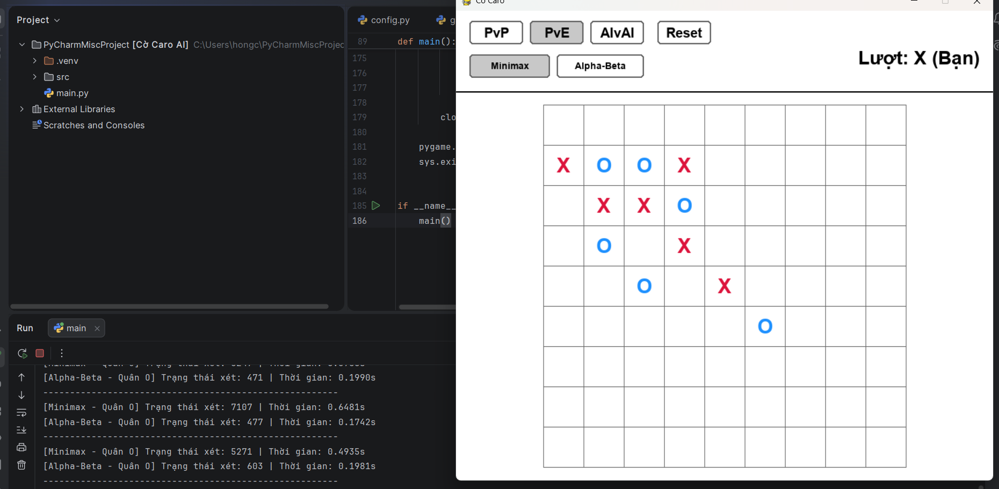 Project
PyCharmMiscProject [Cờ Caro AI] C:\Users\hongc\PyCharmMiscProjec
.venv
src
main.py
External Libraries
Scratches and Consoles
config.py
g
89 def main():
175
176
177
178
179 clo
180
181 pygame.
182 sys.exi
183
184
185 if __name__
186 main()
Run
main
[Alpha-Beta - Quân O] Trạng thái xét: 471 | Thời gian: 0.1990s
-------------------------------------------------------
[Minimax - Quân O] Trạng thái xét: 7107 | Thời gian: 0.6481s
[Alpha-Beta - Quân O] Trạng thái xét: 477 | Thời gian: 0.1742s
-------------------------------------------------------
[Minimax - Quân O] Trạng thái xét: 5271 | Thời gian: 0.4935s
[Alpha-Beta - Quân O] Trạng thái xét: 603 | Thời gian: 0.1981s
-------------------------------------------------------
Cờ Caro
PvP PvE AIvAI Reset
Minimax Alpha-Beta
Lượt: X (Bạn)
X O O X
X X O
O X
O X
O